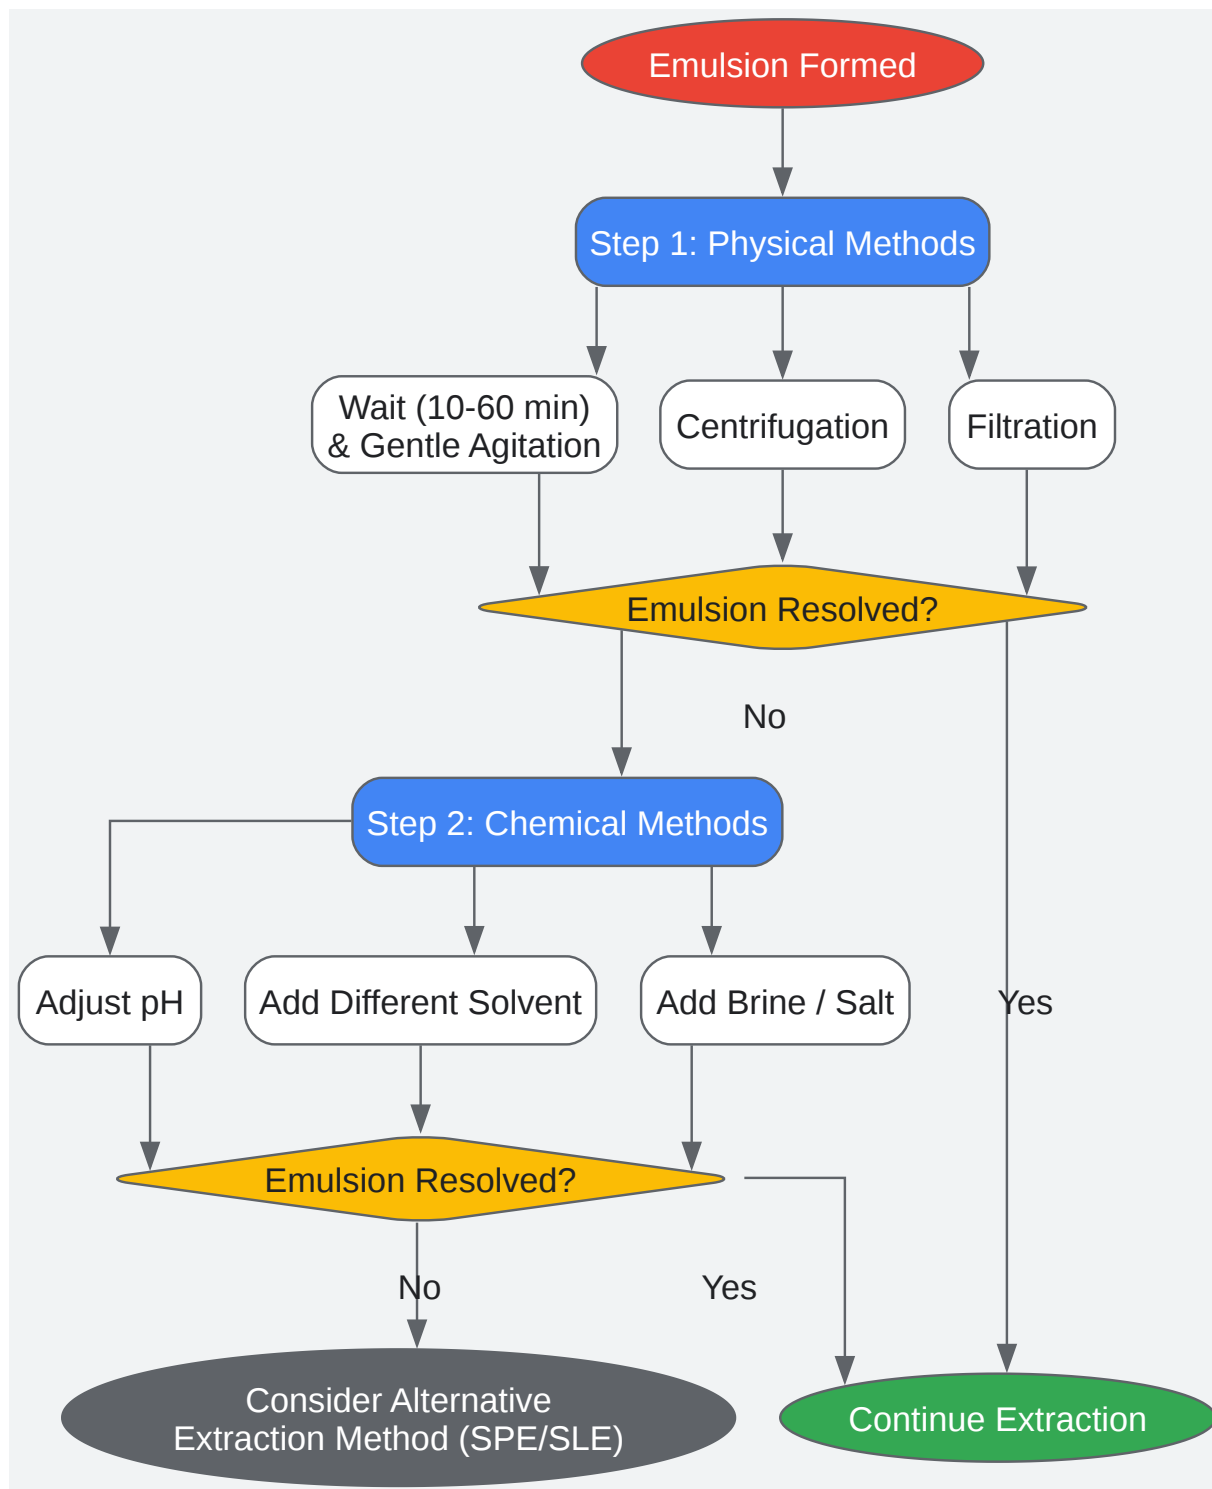 Emulsion Formed
Step 1: Physical Methods
Wait (10-60 min)
& Gentle Agitation
Centrifugation
Filtration
Emulsion Resolved?
No
Step 2: Chemical Methods
Adjust pH
Add Different Solvent
Add Brine / Salt
Yes
Emulsion Resolved?
No
Yes
Consider Alternative
Extraction Method (SPE/SLE)
Continue Extraction